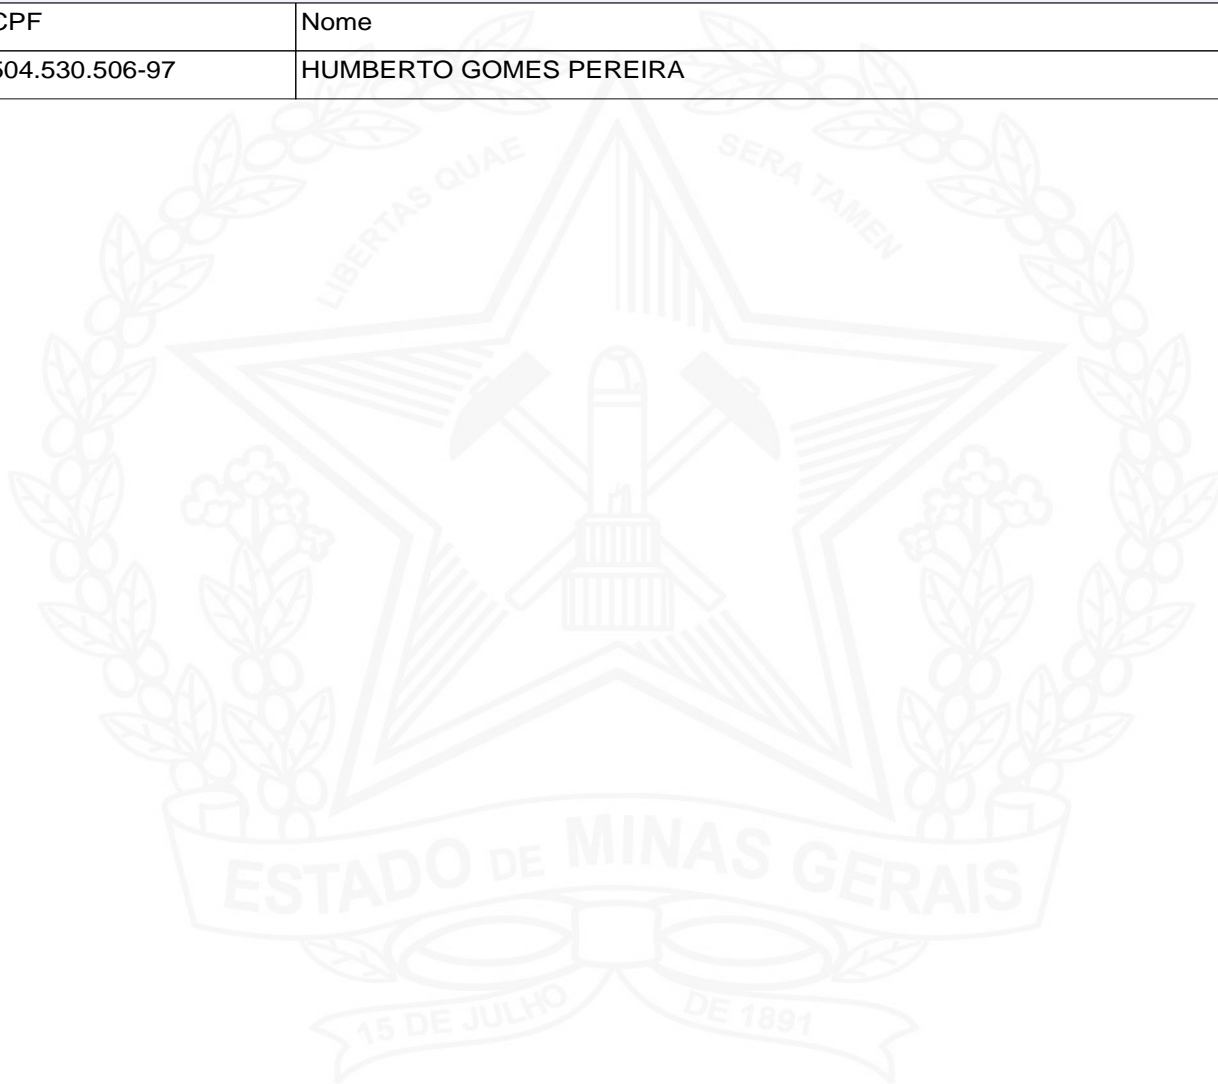 CPF Nome
504.530.506-97 HUMBERTO GOMES PEREIRA
LIBERTAS QUAE SERA TAMEN
ESTADO DE MINAS GERAIS
15 DE JULHO DE 1891